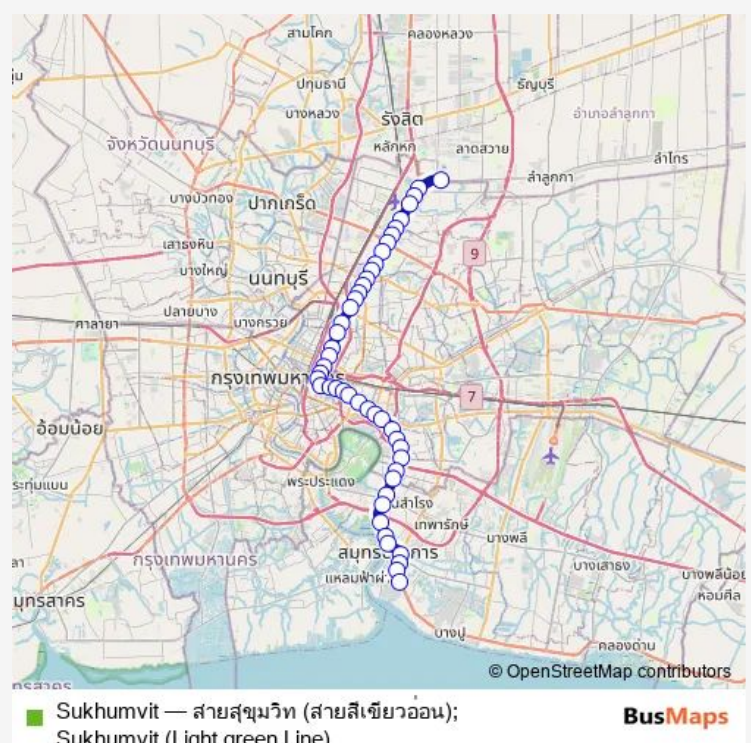 สามโคก
คลองหลวง
ปทุมธานี
ธัญบุรี
บางหลวง
รังสิต
อำเภอลำลูกกา
จังหวัดนนทบุรี
หลักหก
ลาดสวาย
ลำไทร
ลำลูกกา
บางบัวทอง
ปากเกร็ด
เสาธงหิน
9
บางใหญ่
นนทบุรี
ปลายบาง
ศาลายา
บางกรวย
กรุงเทพมหานคร
7
อ้อมน้อย
พระประแดง
ระทุ่มแบน
สำโรง
เทพารักษ์
บางพลี
สมุทรปราการ
กรุงเทพมหานคร
บางเสาธง
แหลมฟ้าผ่า
บางพลีน้อย
หอมศีล
มุทรสาคร
บางปู
คลองด่าน
ทรสาคร
© OpenStreetMap contributors
Sukhumvit — สายสุขุมวิท (สายสีเขียวอ่อน);
BusMaps
Sukhumvit (Light green Line)